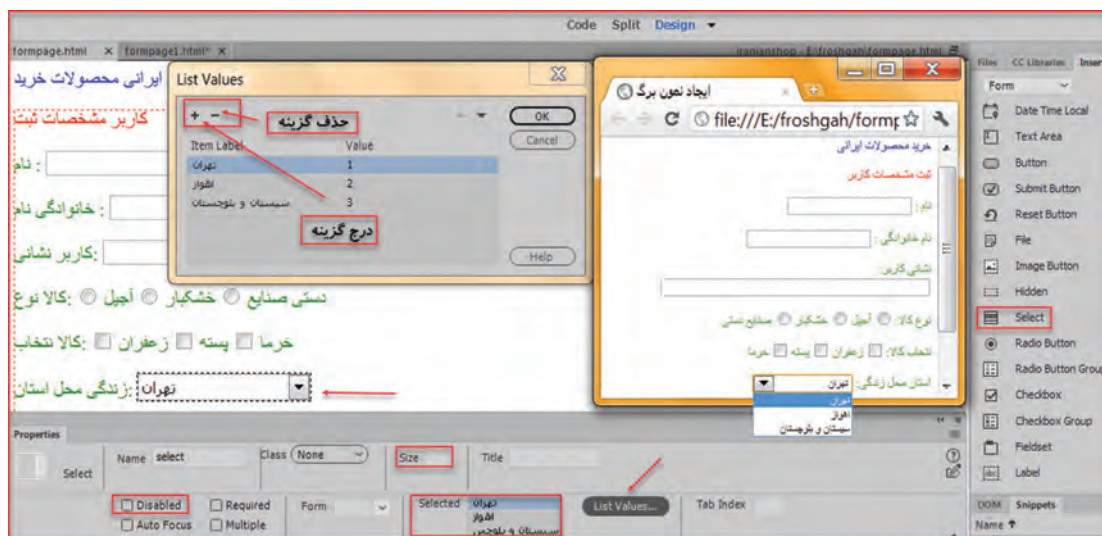 Code Split Design
formpage.html × formpage1.html* ×
iranianshop - E:\froshgah\formpage.html
ایرانی محصولات خرید
کاربر مشخصات ثبت
: نام
: خانوادگی نام
:کاربر نشانی
دستی صنایع خشکبار آجیل :کالا نوع
خرما پسته زعفران :کالا نتخاب
تهران :زندگی محل استان
List Values
+ −
حذف گزینه
Item Label Value
تهران 1
اهواز 2
سیستان و بلوچستان 3
درج گزینه
OK
Cancel
Help
ایجاد نمون برگ
file:///E:/froshgah/formp
خرید محصولات ایرانی
ثبت مشخصات کاربر
نام:
نام خانوادگی :
نشانی کاربر:
نوع کالا: آجیل خشکبار صنایع دستی
نتخاب کالا: زعفران پسته خرما
استان محل زندگی: تهران
تهران
اهواز
سیستان و بلوچستان
Files CC Libraries Inser
Form
Date Time Local
Text Area
Button
Submit Button
Reset Button
File
Image Button
Hidden
Select
Radio Button
Radio Button Grou
Checkbox
Checkbox Group
Fieldset
Label
DOM Snippets
Name
Properties
Select
Name select
Class None
Size
Title
Disabled
Required
Auto Focus
Multiple
Form
Selected
تهران
اهواز
سیستان و بلوچس
List Values...
Tab Index